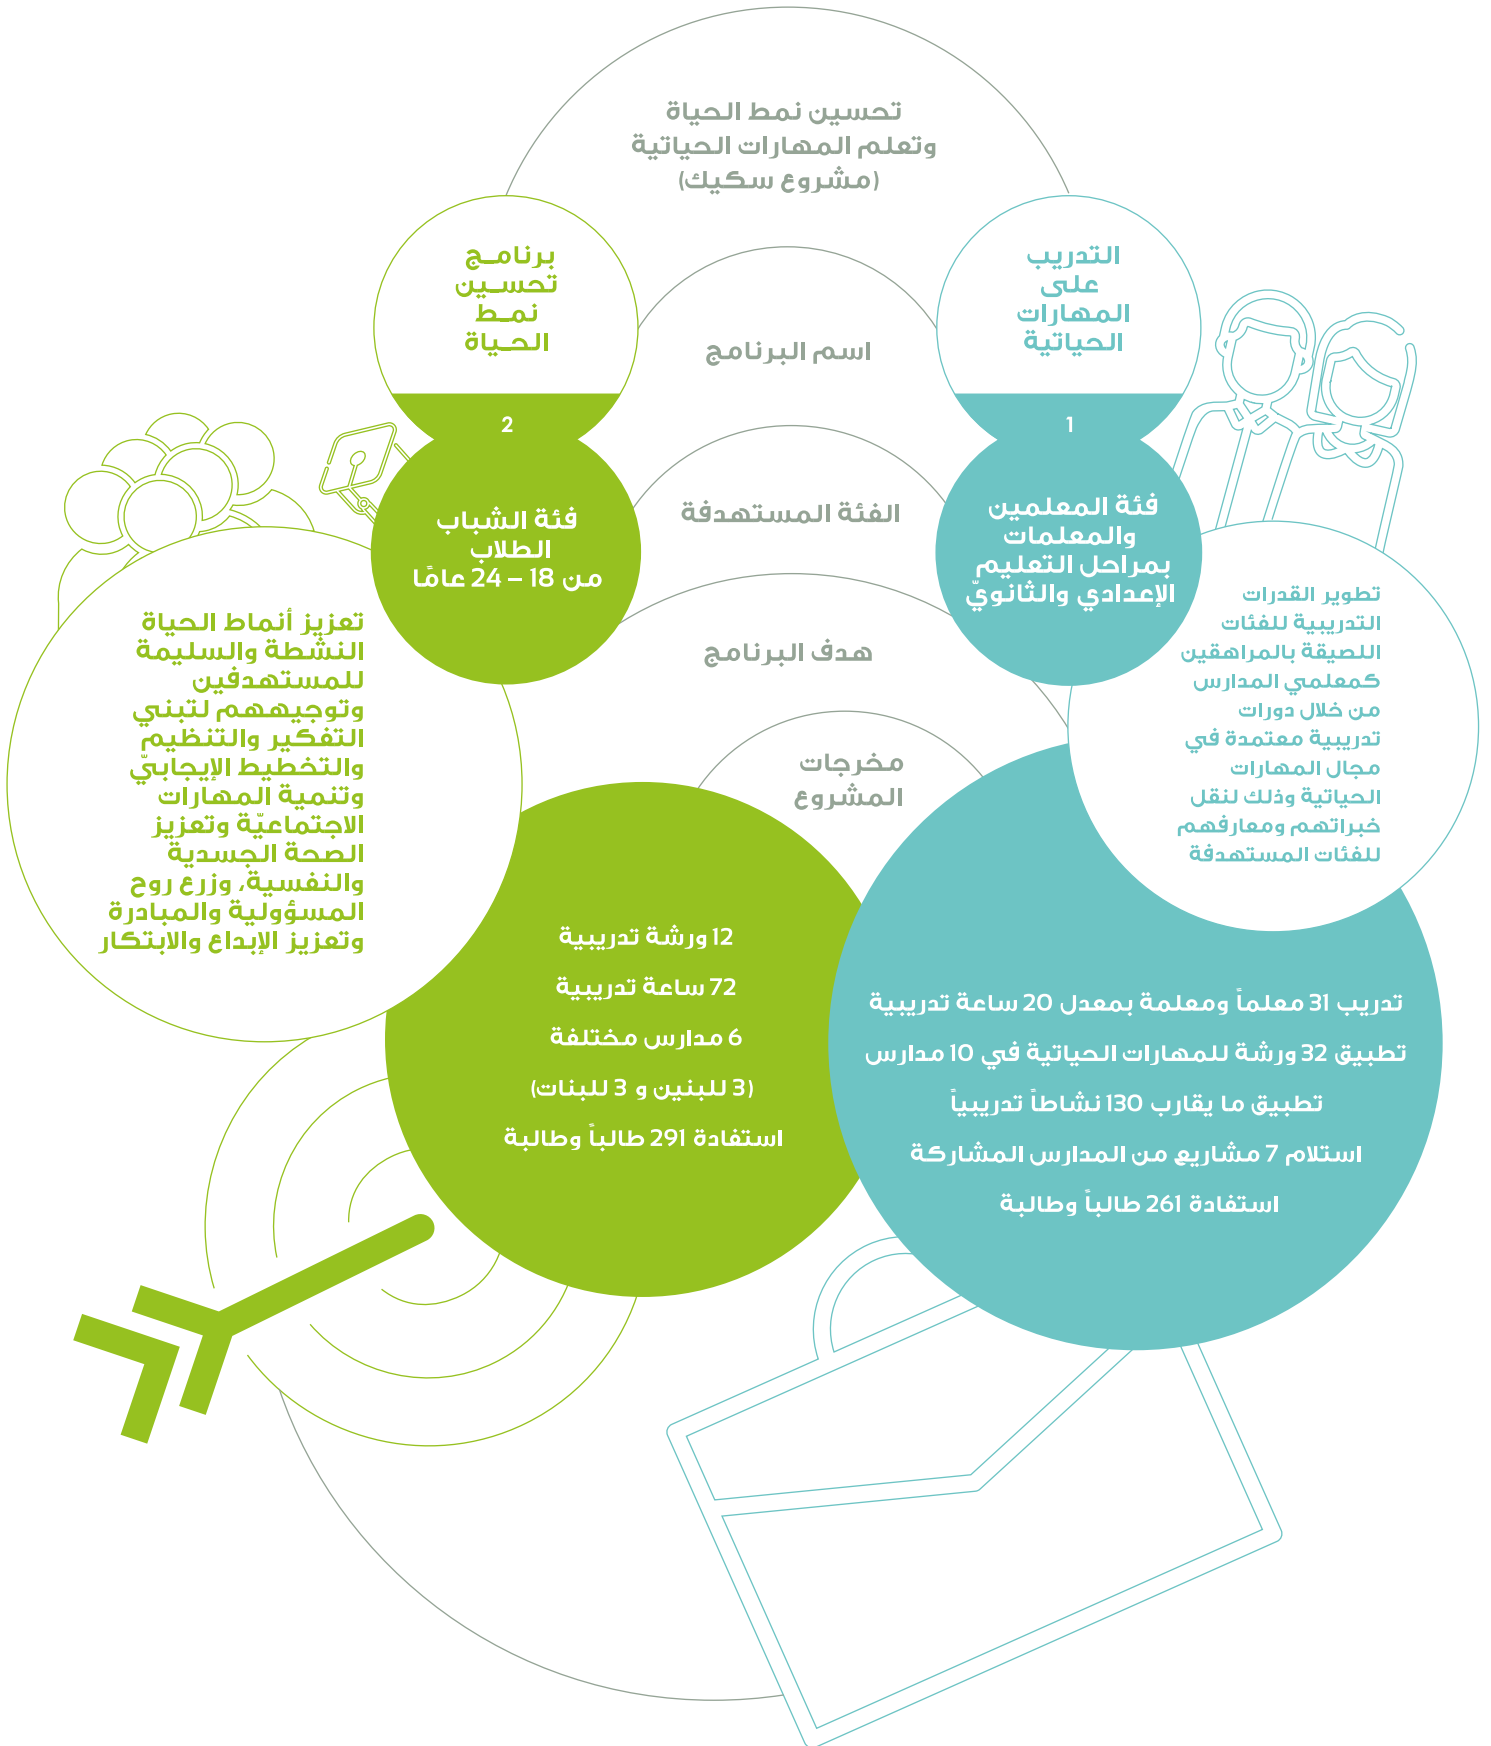 تحسين نمط الحياة
وتعلم المهارات الحياتية
(مشروع سكيك)
اسم البرنامج
التدريب
على
المهارات
الحياتية
1
برنامـج
تحسـين
نمـط
الحـياة
2
الفئة المستهدفة
فئة المعلمين
والمعلمات
بمراحل التعليم
الإعدادي والثانويّ
فئة الشباب
الطلاب
من 18 – 24 عامًا
هدف البرنامج
تطوير القدرات
التدريبية للفئات
اللصيقة بالمراهقين
كمعلمي المدارس
من خلال دورات
تدريبية معتمدة في
مجال المهارات
الحياتية وذلك لنقل
خبراتهم ومعارفهم
للفئات المستهدفة
تعزيز أنماط الحياة
النشطة والسليمة
للمستهدفين
وتوجيههم لتبني
التفكير والتنظيم
والتخطيط الإيجابيّ
وتنمية المهارات
الاجتماعيّة وتعزيز
الصحة الجسدية
والنفسية، وزرع روح
المسؤولية والمبادرة
وتعزيز الإبداع والابتكار
مخرجات
المشروع
تدريب 31 معلماً ومعلمة بمعدل 20 ساعة تدريبية
تطبيق 32 ورشة للمهارات الحياتية في 10 مدارس
تطبيق ما يقارب 130 نشاطاً تدريبياً
استلام 7 مشاريع من المدارس المشاركة
استفادة 261 طالباً وطالبة
12 ورشة تدريبية
72 ساعة تدريبية
6 مدارس مختلفة
(3 للبنين و 3 للبنات)
استفادة 291 طالباً وطالبة